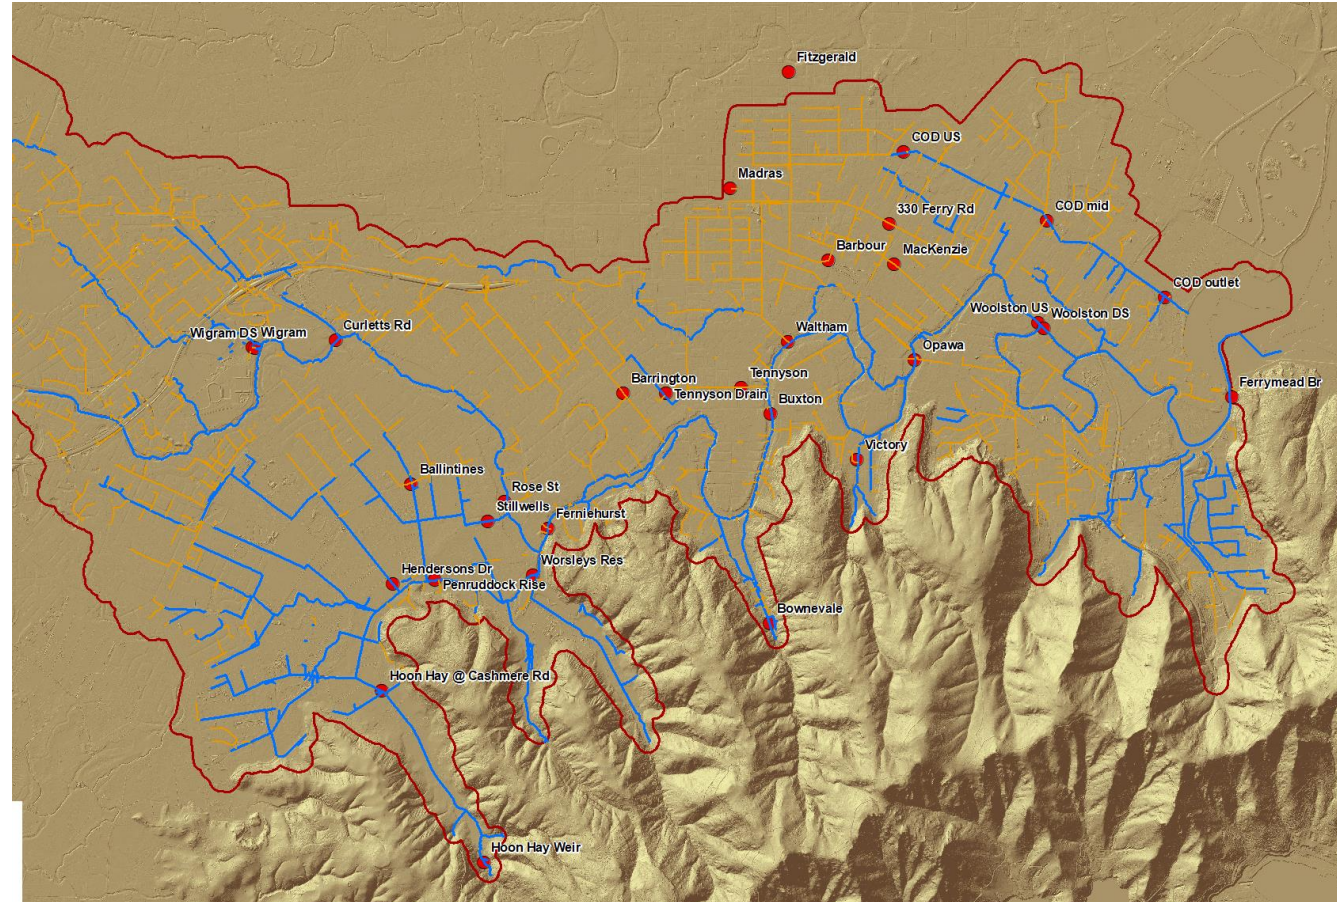 Fitzgerald
COD US
Madras
330 Ferry Rd
COD mid
Barbour
MacKenzie
COD outlet
Woolston US
Woolston DS
Wigram DS
Wigram
Curletts Rd
Waltham
Opawa
Barrington
Tennyson
Tennyson Drain
Ferrymead Br
Buxton
Victory
Ballintines
Rose St
Stillwells
Ferniehurst
Worsleys Res
Hendersons Dr
Penruddock Rise
Bownevale
Hoon Hay @ Cashmere Rd
Hoon Hay Weir